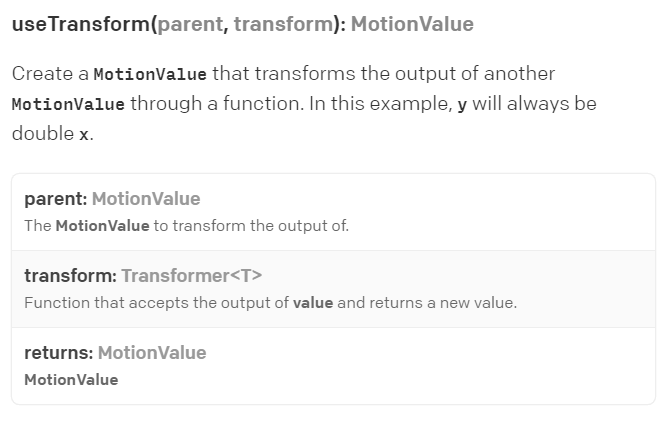 useTransform(parent, transform): MotionValue
Create a MotionValue that transforms the output of another
MotionValue through a function. In this example, y will always be
double x.
parent: MotionValue
The MotionValue to transform the output of.
transform: Transformer<T>
Function that accepts the output of value and returns a new value.
returns: MotionValue
MotionValue